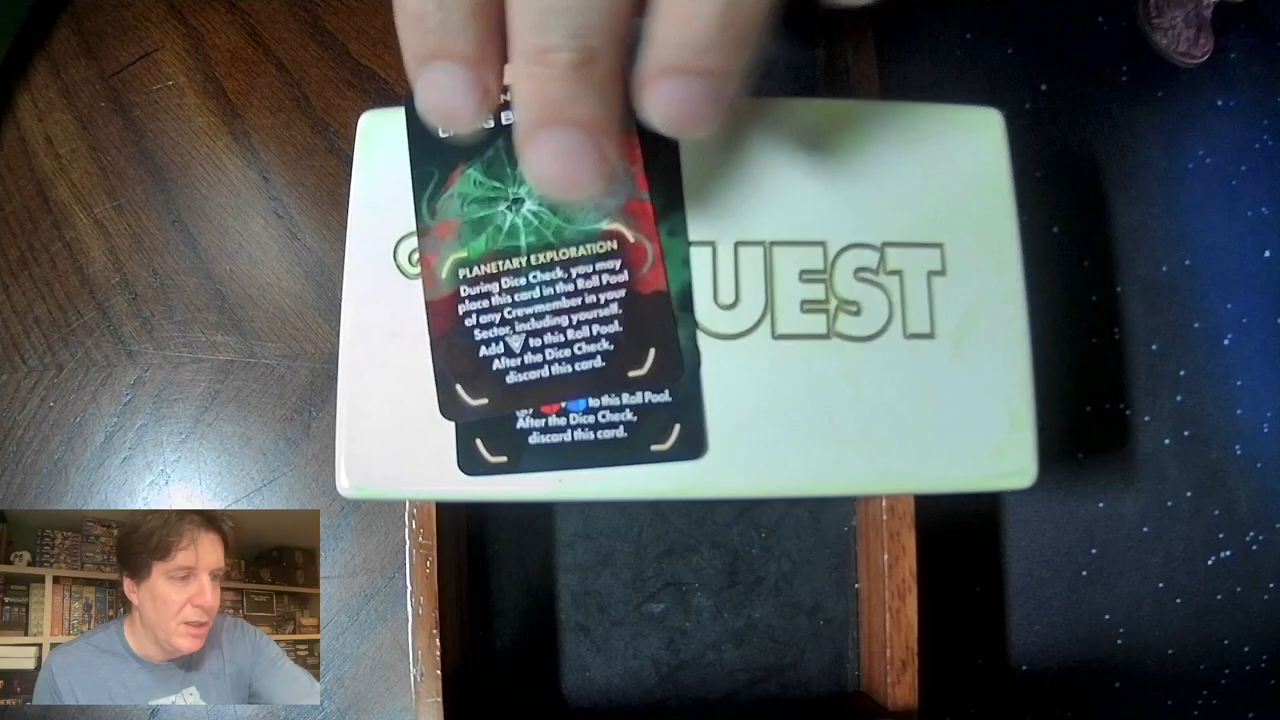 PLANETARY EXPLORATION
During Dice Check, you may
place this card in the Roll Pool
of any Crewmember in your
Sector, including yourself.
Add to this Roll Pool.
After the Dice Check,
discard this card.
to this Roll Pool.
After the Dice Check,
discard this card.
UEST